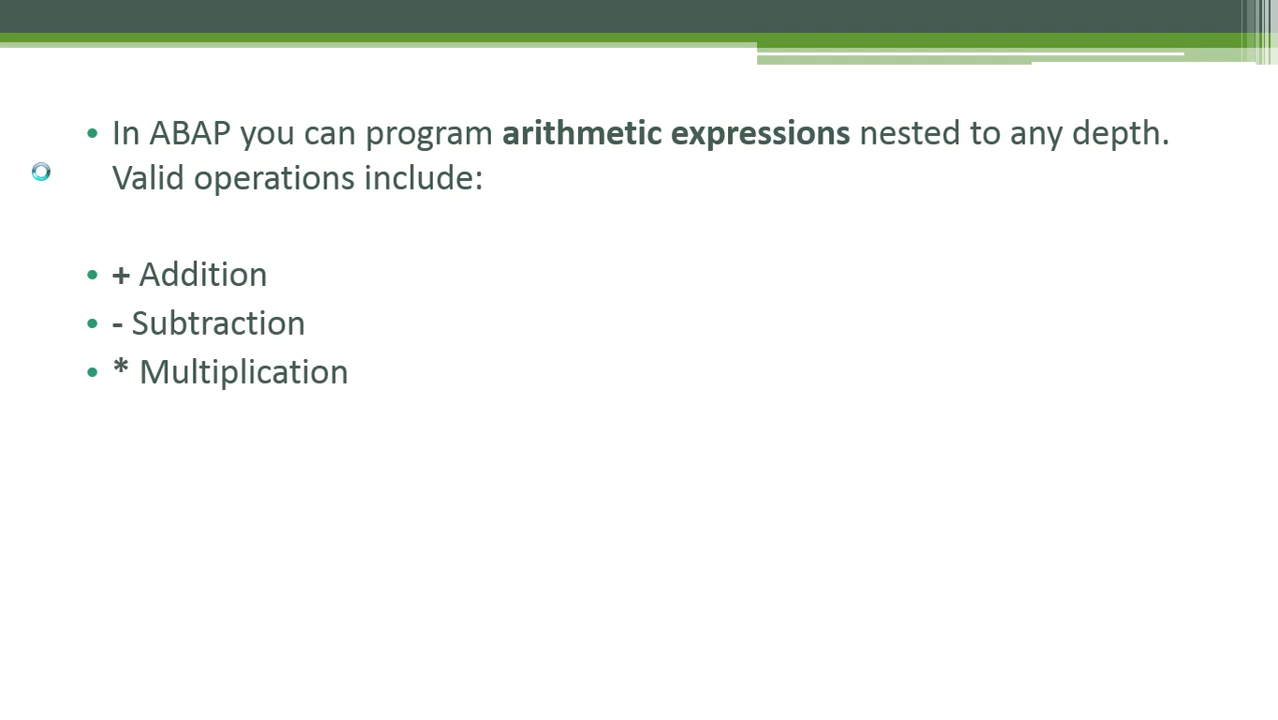 • In ABAP you can program arithmetic expressions nested to any depth.
Valid operations include:
• + Addition
• - Subtraction
• * Multiplication